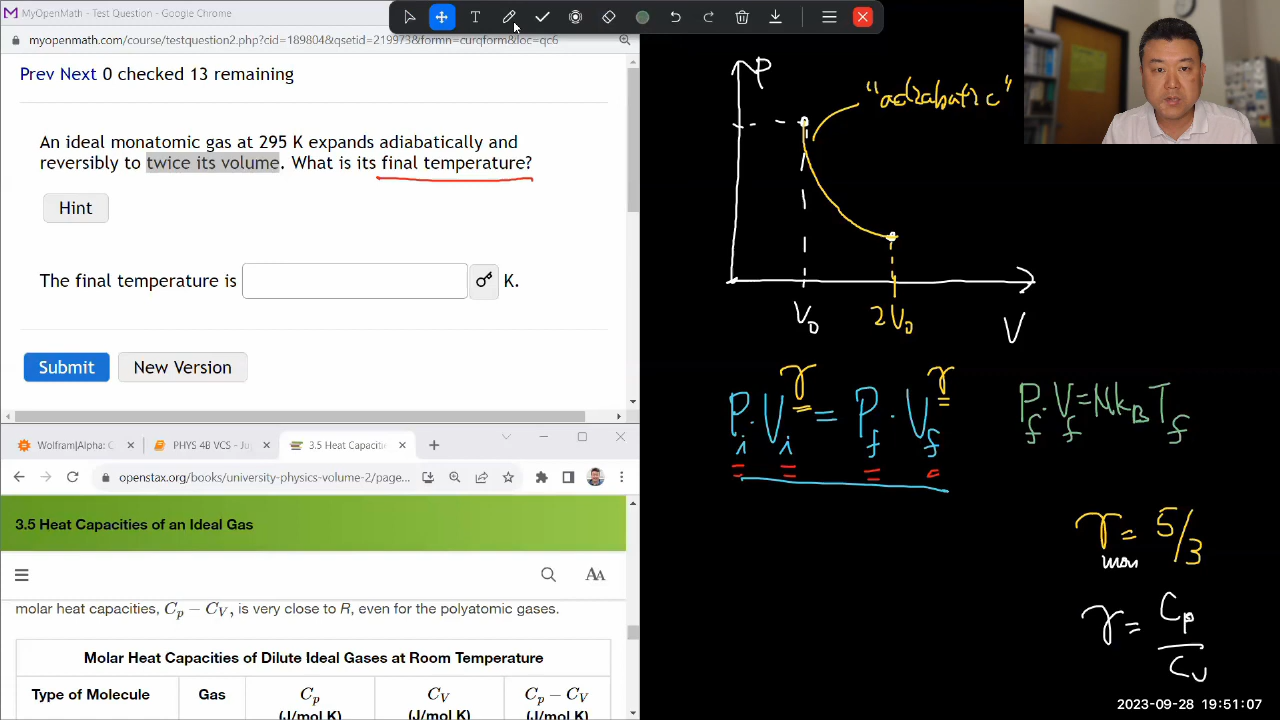 MyOpenMath - Test Question - Google Chrome
myopenmath.com/course/testquestion2.php?cid=189804&qsetid=219973&formn=curqform&loc=qc6
Prev Next 0 checked 13 remaining
An ideal monatomic gas at 295 K expands adiabatically and
reversibly to twice its volume. What is its final temperature?
Hint
The final temperature is
K.
Submit
New Version
Wolfram|Alpha: C
PHYS 4B V - Ju
3.5 Heat Capacitie
openstax.org/books/university-physics-volume-2/page...
3.5 Heat Capacities of an Ideal Gas
molar heat capacities, Cp − CV, is very close to R, even for the polyatomic gases.
Molar Heat Capacities of Dilute Ideal Gases at Room Temperature
Type of Molecule Gas Cp CV Cp − CV
(J/mol K) (J/mol K) (J/mol K)
P
"adiabatic"
V0 2V0 V
Pi · Vi^γ = Pf · Vf^γ
Pf · Vf = NkBTf
γmon = 5/3
γ = Cp/CV
2023-09-28 19:51:07